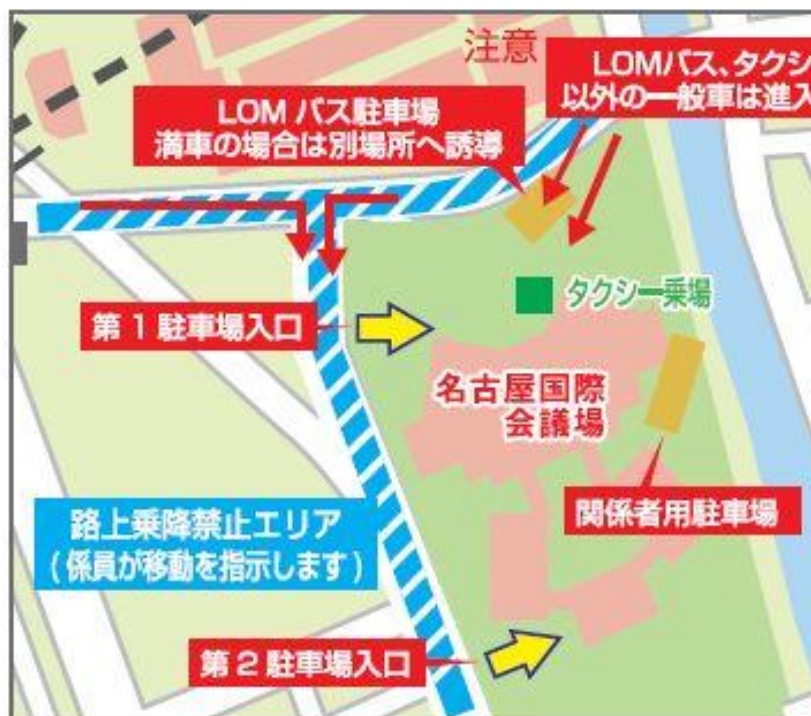 注意
LOMバス、タクシ
以外の一般車は進入
LOM バス駐車場
満車の場合は別場所へ誘導
タクシー乗場
第1駐車場入口
名古屋国際
会議場
関係者用駐車場
路上乗降禁止エリア
(係員が移動を指示します)
第2駐車場入口